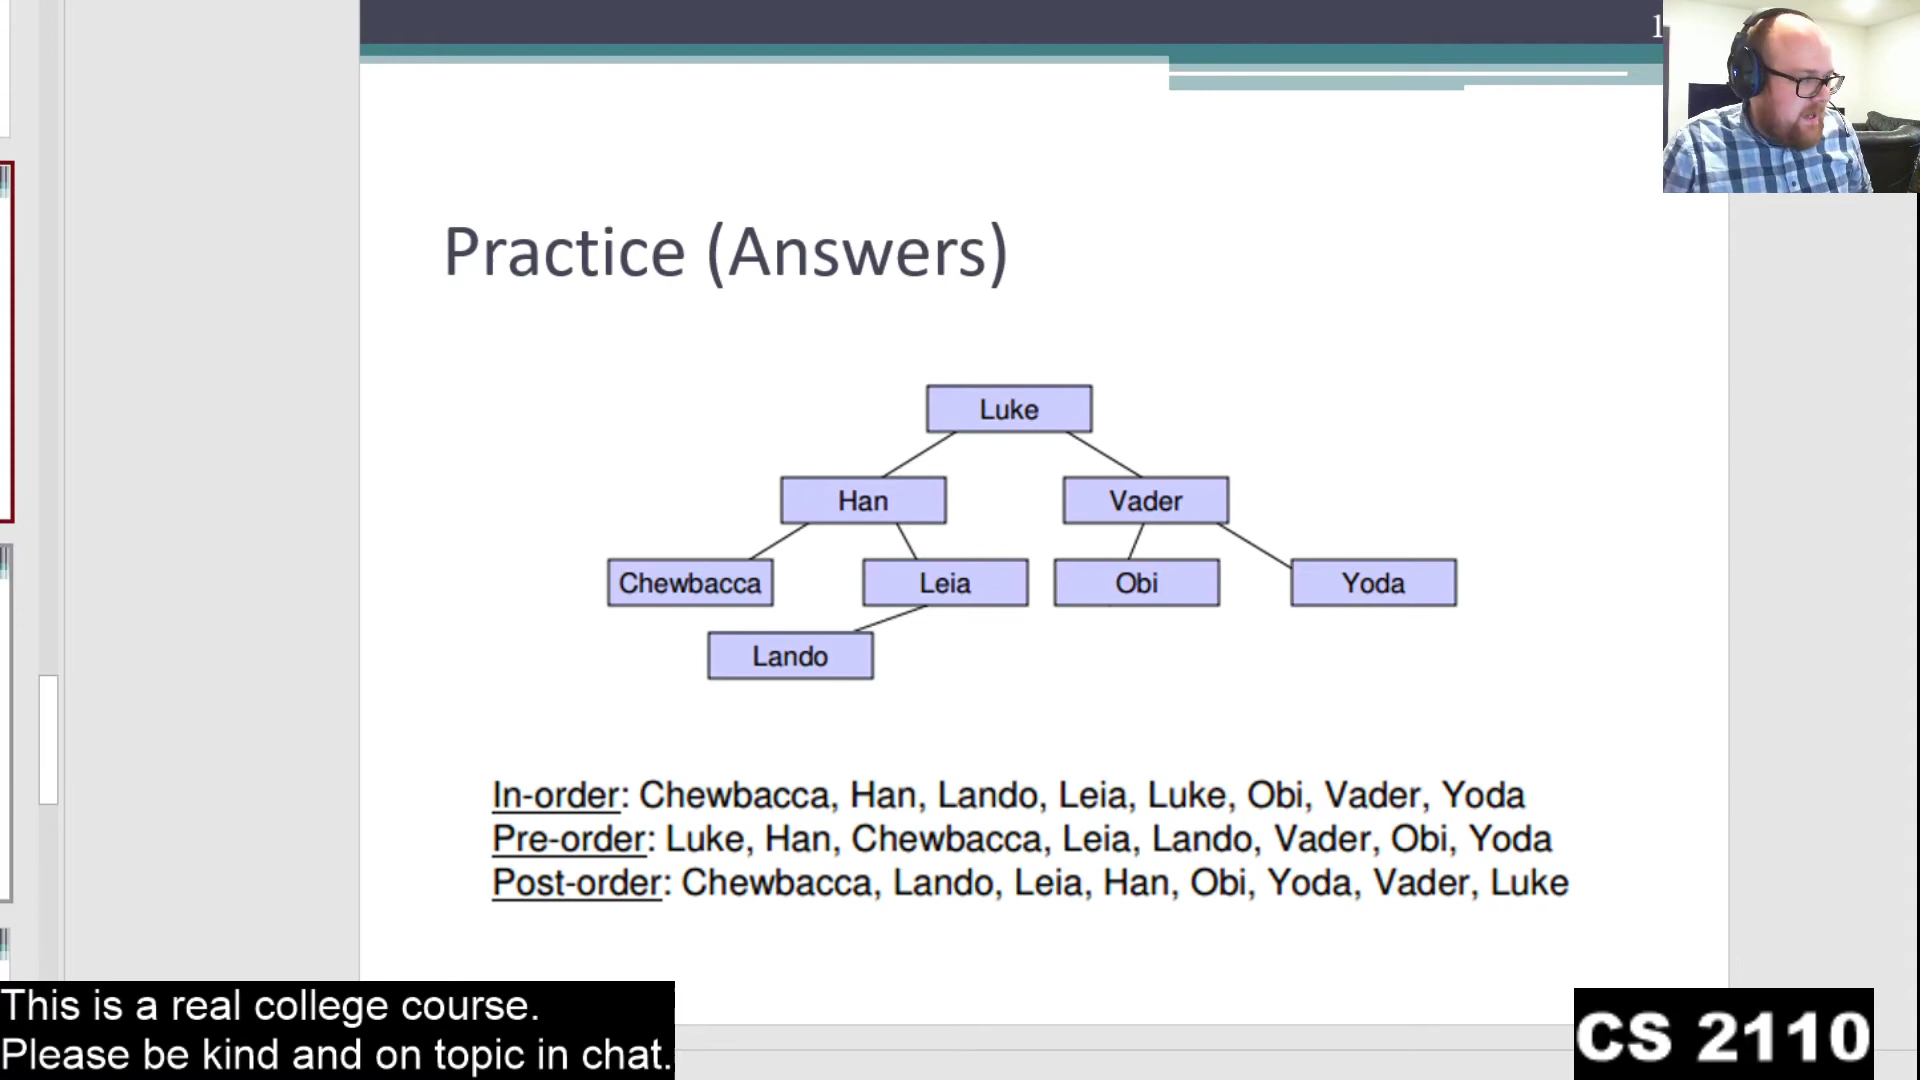 1
Practice (Answers)
Luke
Han
Vader
Chewbacca
Leia
Obi
Yoda
Lando
In-order: Chewbacca, Han, Lando, Leia, Luke, Obi, Vader, Yoda
Pre-order: Luke, Han, Chewbacca, Leia, Lando, Vader, Obi, Yoda
Post-order: Chewbacca, Lando, Leia, Han, Obi, Yoda, Vader, Luke
This is a real college course.
Please be kind and on topic in chat.
CS 2110